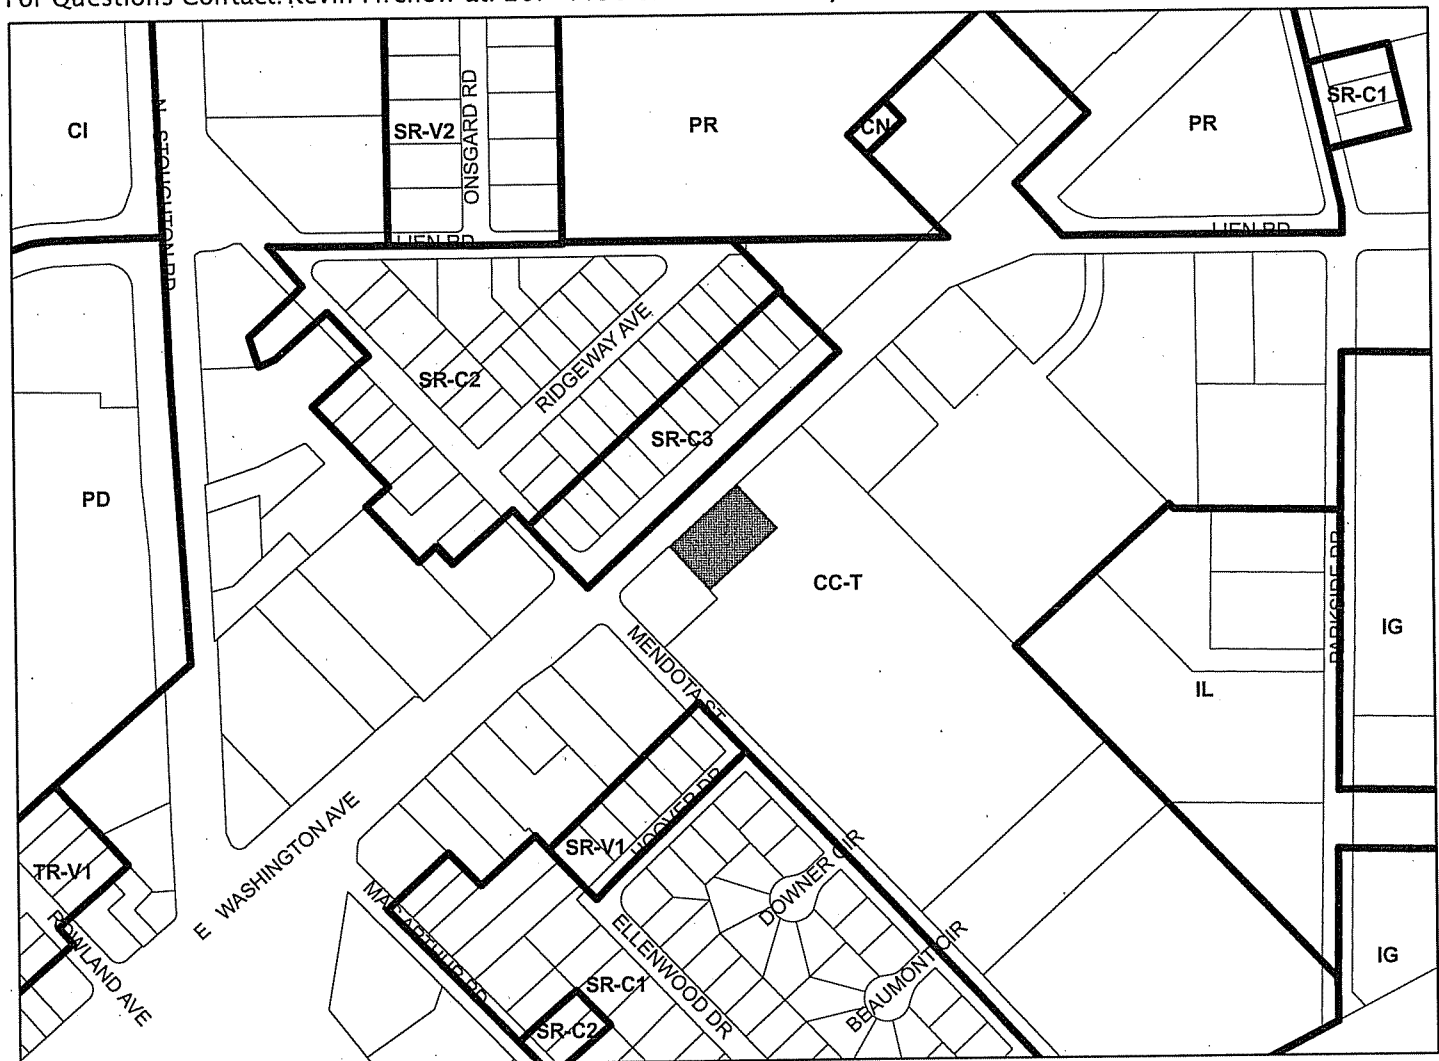 For Questions Contact: Kevin Firchow at:
CI
N STOUGHTON RD
SR-V2
ONSGARD RD
PR
CN
PR
SR-C1
LIEN RD
LIEN RD
SR-C2
RIDGEWAY AVE
SR-C3
PD
CC-T
PARKSIDE DR
IG
MENDOTA ST
IL
E WASHINGTON AVE
HOOVER DR
SR-V1
TR-V1
DOWNER CIR
ROWLAND AVE
MAC ARTHUR RD
ELLENWOOD DR
BEAUMONT CIR
SR-C1
SR-C2
IG